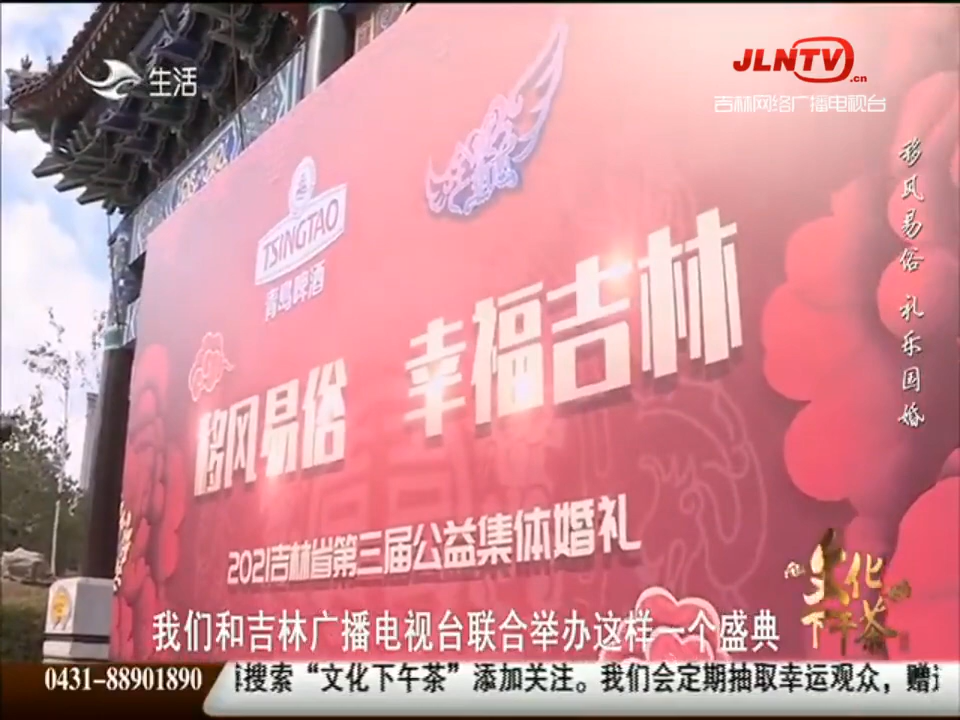 生活
JLNTV.cn
吉林网络广播电视台
移风易俗 礼乐国婚
TSINGTAO
青岛啤酒
移风易俗 幸福吉林
2021吉林省第三届公益集体婚礼
文化
下午茶
我们和吉林广播电视台联合举办这样一个盛典
0431-88901890
搜索“文化下午茶”添加关注。我们会定期抽取幸运观众，赠